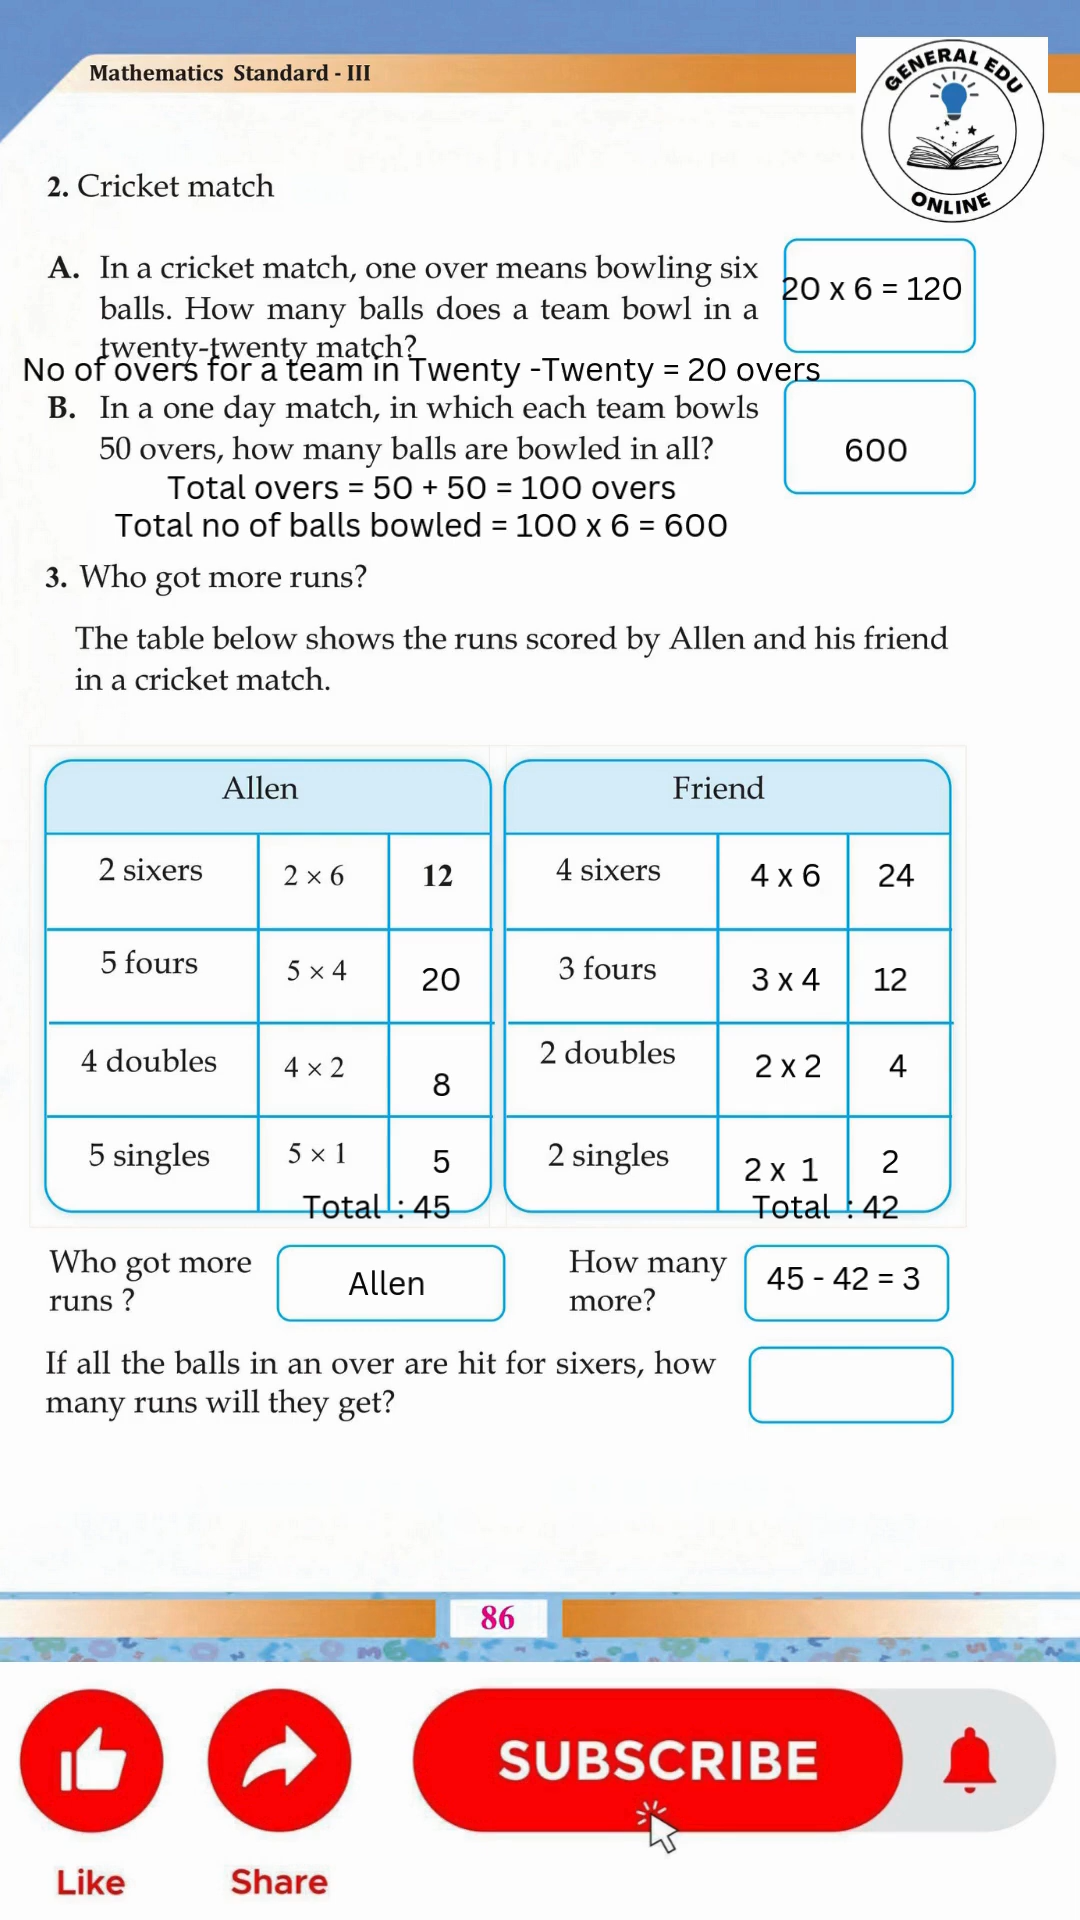 Mathematics Standard - III
GENERAL EDU
ONLINE
2. Cricket match
A. In a cricket match, one over means bowling six
balls. How many balls does a team bowl in a
twenty-twenty match?
20 x 6 = 120
No of overs for a team in Twenty -Twenty = 20 overs
B. In a one day match, in which each team bowls
50 overs, how many balls are bowled in all?
600
Total overs = 50 + 50 = 100 overs
Total no of balls bowled = 100 x 6 = 600
3. Who got more runs?
The table below shows the runs scored by Allen and his friend
in a cricket match.
Allen
2 sixers 2 × 6 12
5 fours 5 × 4 20
4 doubles 4 × 2 8
5 singles 5 × 1 5
Total : 45
Friend
4 sixers 4 x 6 24
3 fours 3 x 4 12
2 doubles 2 x 2 4
2 singles 2 x 1 2
Total : 42
Who got more
runs ?
Allen
How many
more?
45 - 42 = 3
If all the balls in an over are hit for sixers, how
many runs will they get?
86
SUBSCRIBE
Like
Share